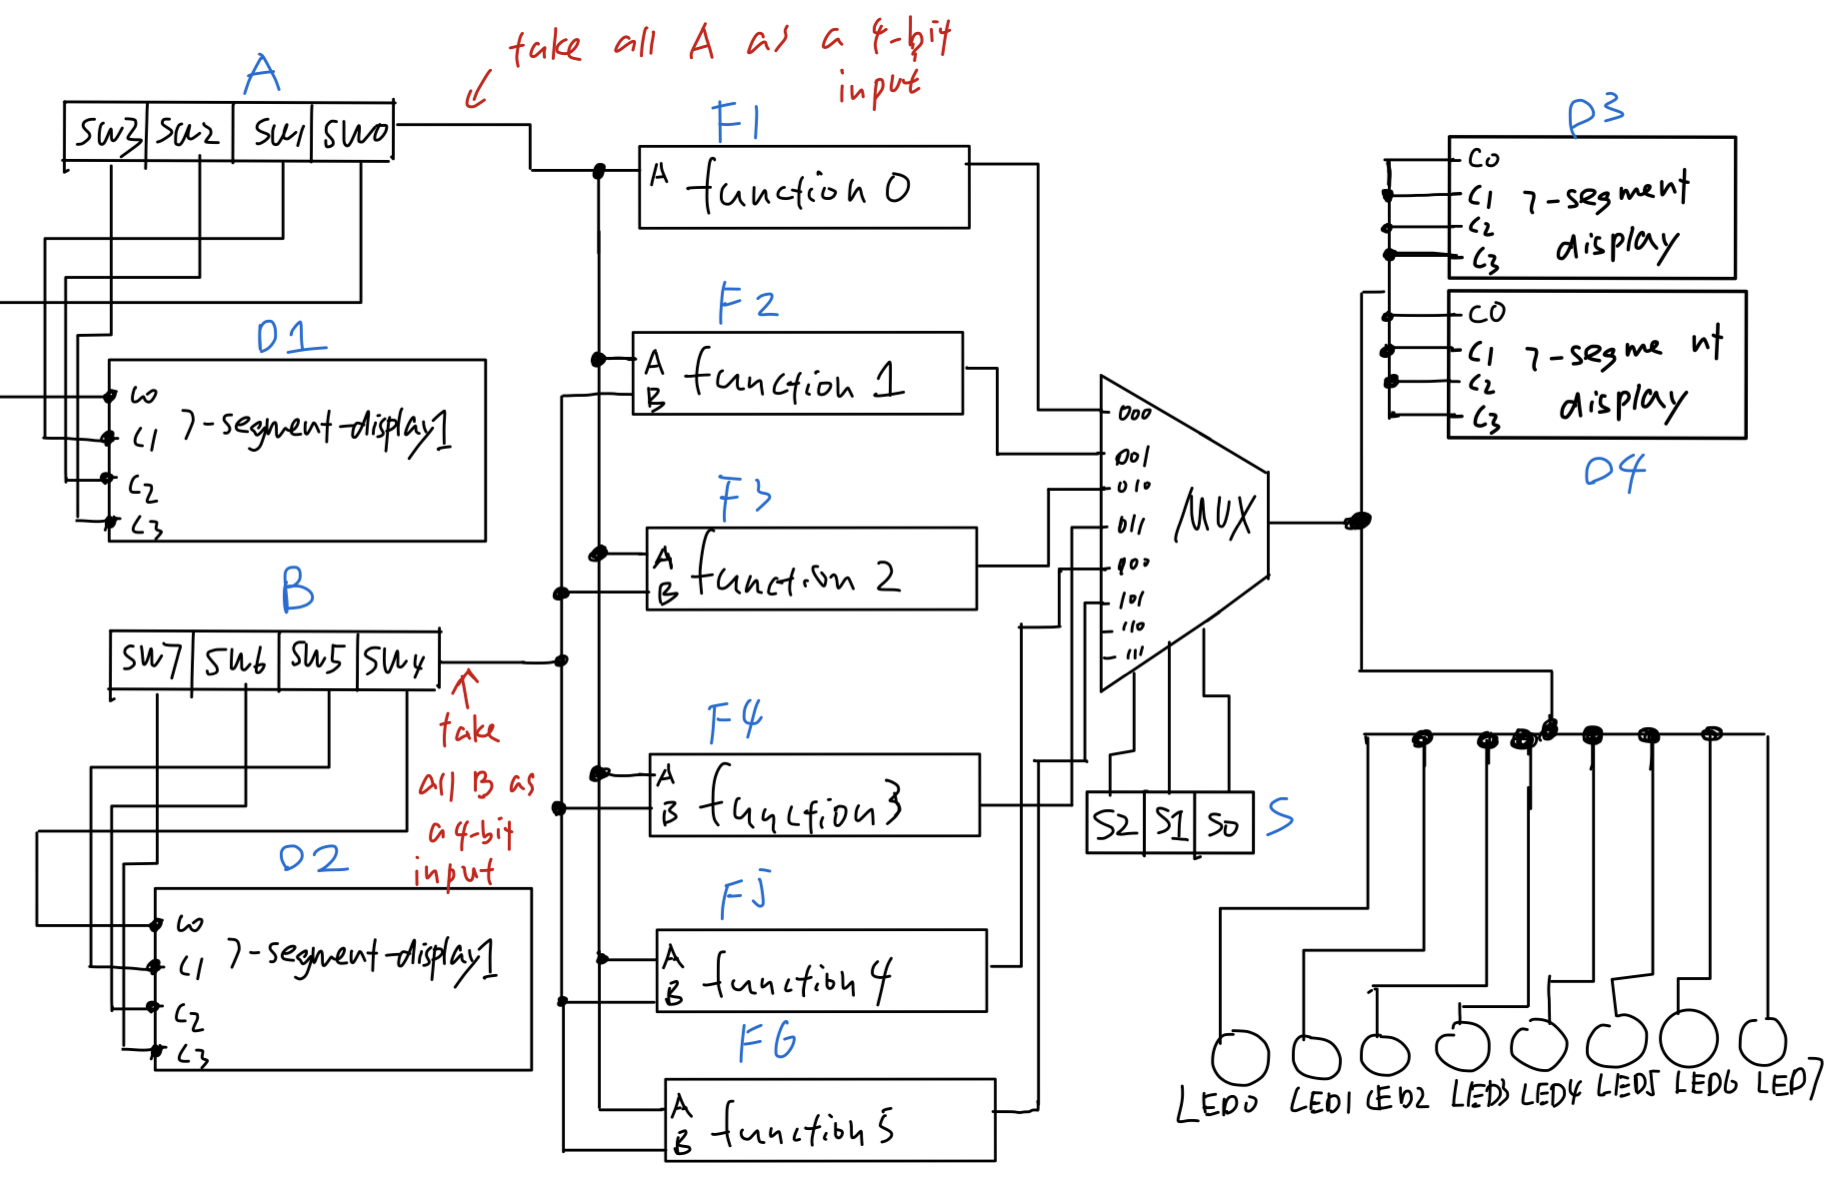 take all A as a 4-bit
input
A
SW3 SW2 SW1 SW0
F1
A function 0
D3
C0
C1 7-segment
C2 display
C3
F2
A function 1
B
D1
C0
C1 7-segment-display1
C2
C3
C0
C1 7-segment
C2 display
C3
D4
F3
A function 2
B
MUX
000
001
010
011
100
101
110
111
B
SW7 SW6 SW5 SW4
take
all B as
a 4-bit
input
F4
A function 3
B
S2 S1 S0 S
D2
C0
C1 7-segment-display1
C2
C3
F5
A function 4
B
F6
A function 5
B
LED0 LED1 LED2 LED3 LED4 LED5 LED6 LED7